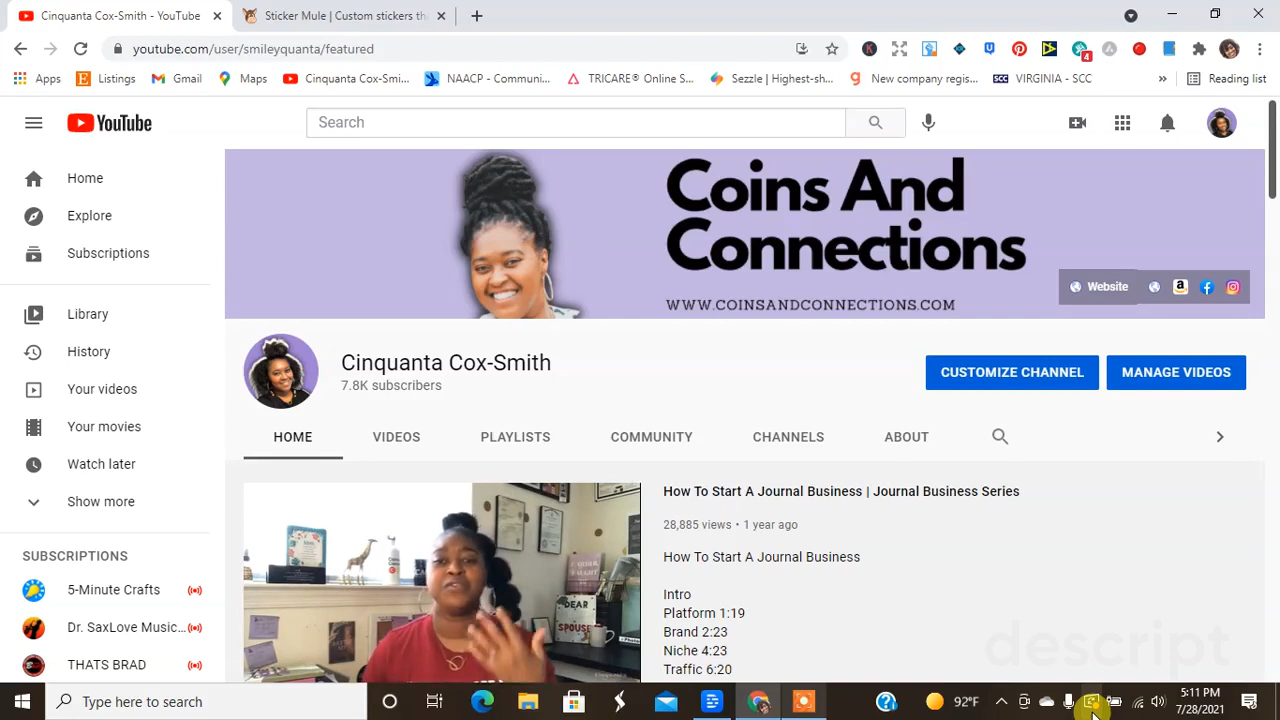 Cinquanta Cox-Smith - YouTube
Sticker Mule | Custom stickers th
youtube.com/user/smileyquanta/featured
4
Apps
Listings
Gmail
Maps
Cinquanta Cox-Smi...
NAACP - Communi...
TRICARE® Online S...
Sezzle | Highest-sh...
New company regis...
SCC
VIRGINIA - SCC
»
Reading list
YouTube
Search
Home
Explore
Subscriptions
Library
History
Your videos
Your movies
Watch later
Show more
SUBSCRIPTIONS
5-Minute Crafts
Dr. SaxLove Music...
THATS BRAD
Coins And
Connections
WWW.COINSANDCONNECTIONS.COM
Website
Cinquanta Cox-Smith
7.8K subscribers
CUSTOMIZE CHANNEL
MANAGE VIDEOS
HOME
VIDEOS
PLAYLISTS
COMMUNITY
CHANNELS
ABOUT
DEAR
SPOUSE
How To Start A Journal Business | Journal Business Series
28,885 views • 1 year ago
How To Start A Journal Business
Intro
Platform 1:19
Brand 2:23
Niche 4:23
Traffic 6:20
descript
Type here to search
92°F
5:11 PM
7/28/2021